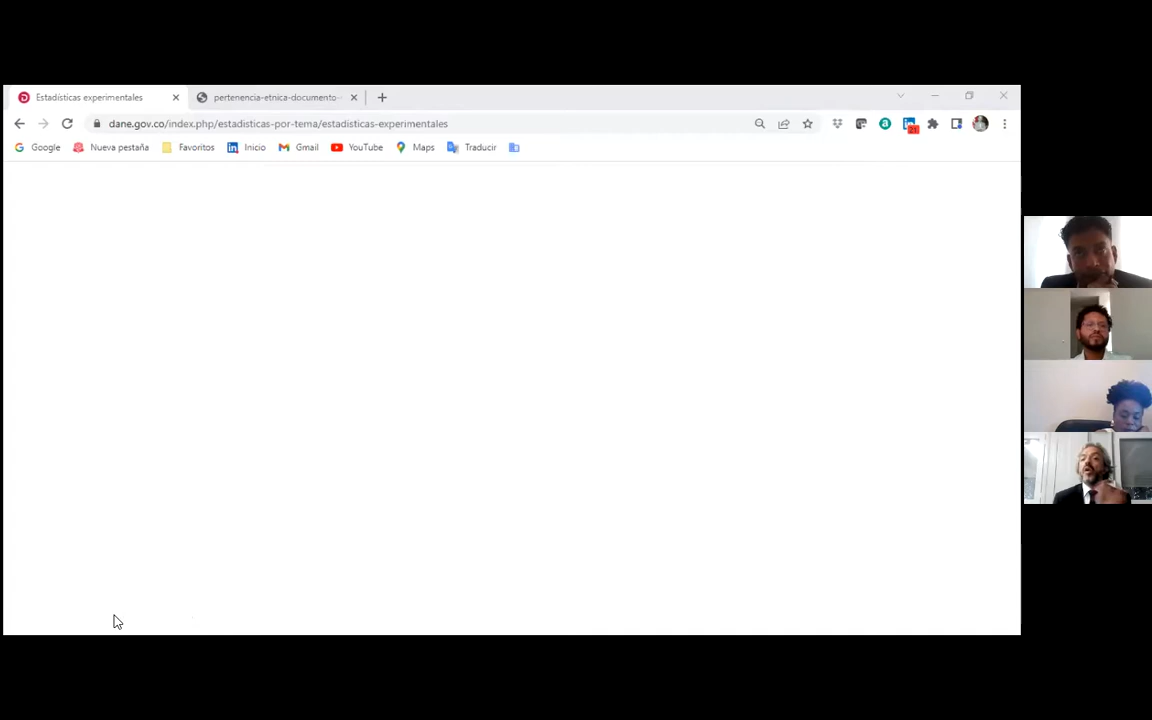 Estadísticas experimentales
pertenencia-etnica-documento-
dane.gov.co/index.php/estadisticas-por-tema/estadisticas-experimentales
21
Google Nueva pestaña Favoritos Inicio Gmail YouTube Maps Traducir